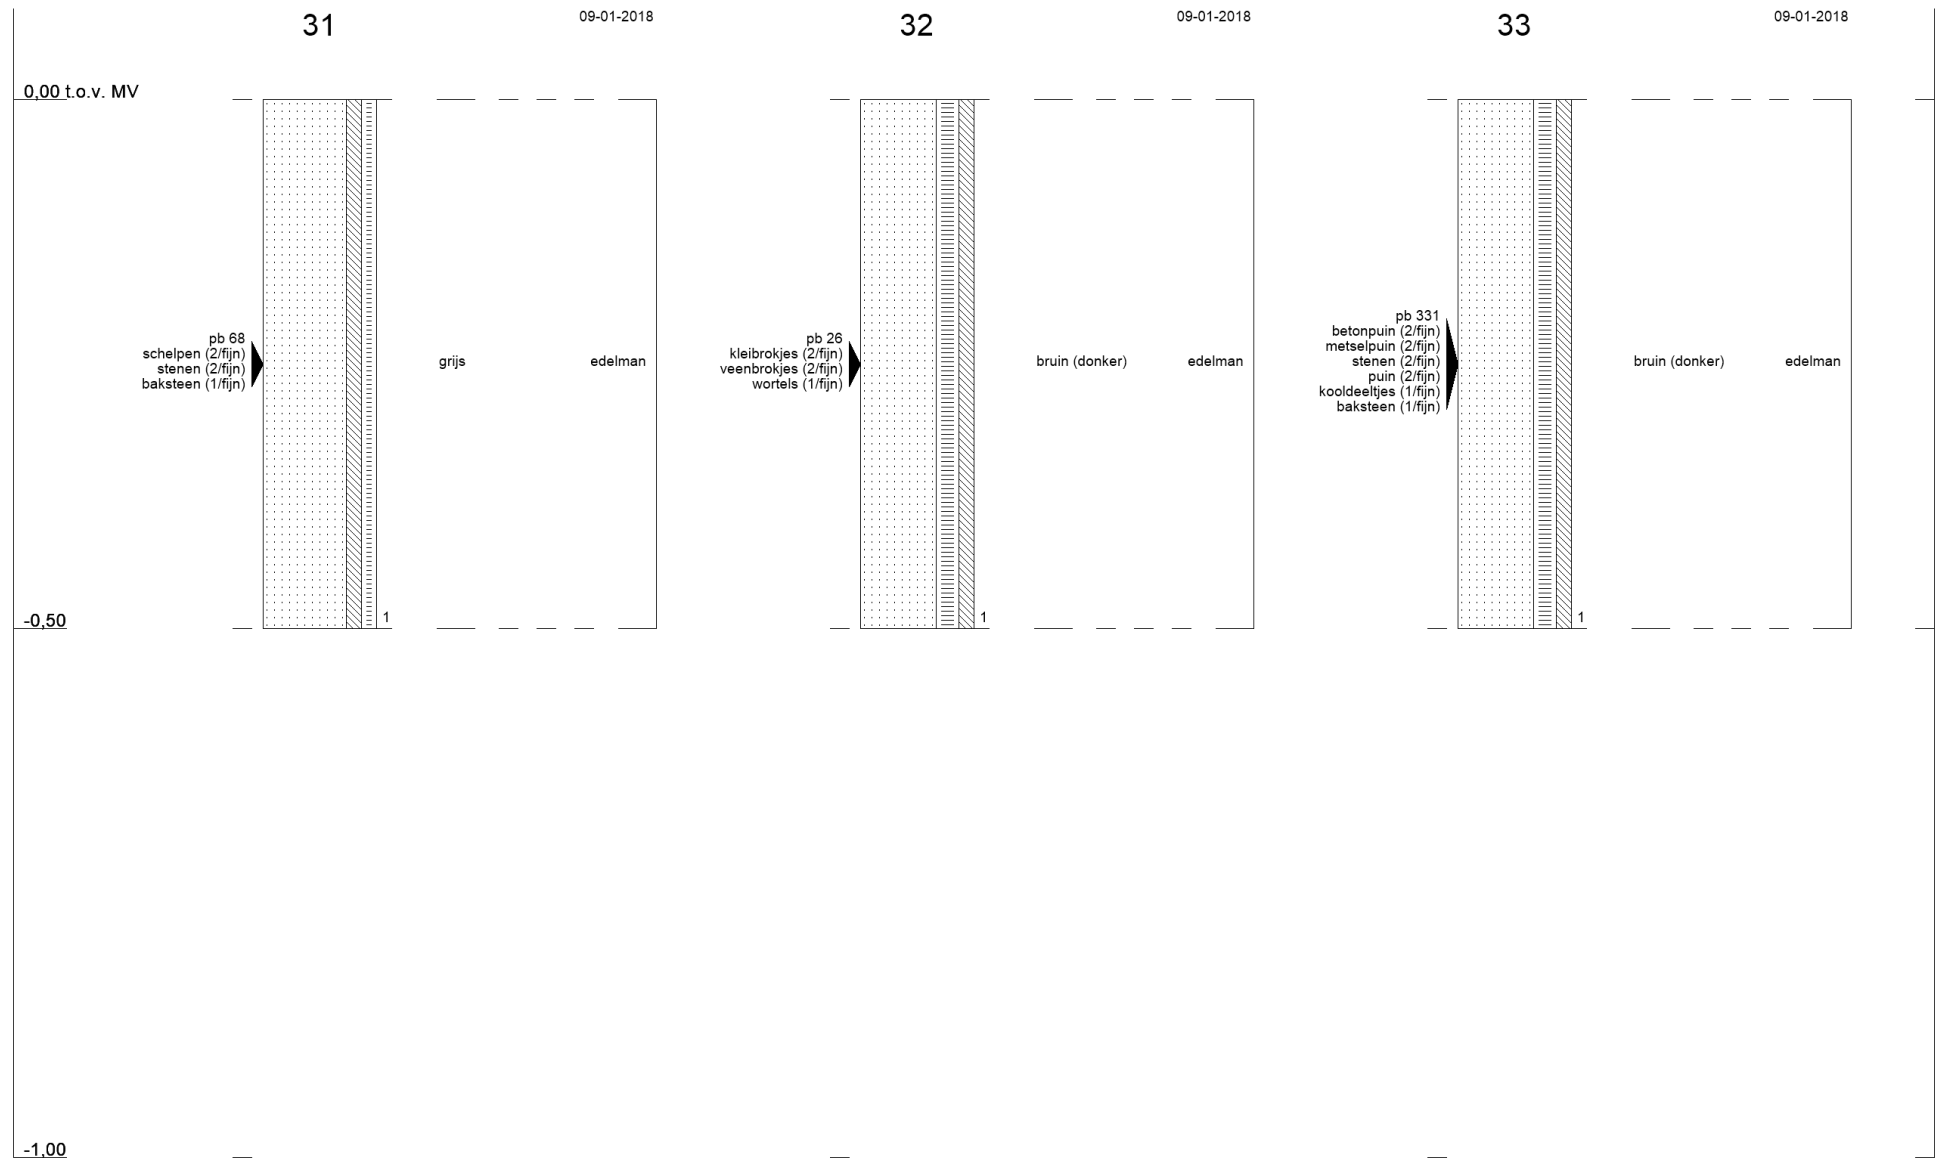 31
09-01-2018
32
09-01-2018
33
09-01-2018
0,00 t.o.v. MV
pb 68
schelpen (2/fijn)
stenen (2/fijn)
baksteen (1/fijn)
grijs
edelman
1
pb 26
kleibrokjes (2/fijn)
veenbrokjes (2/fijn)
wortels (1/fijn)
bruin (donker)
edelman
1
pb 331
betonpuin (2/fijn)
metselpuin (2/fijn)
stenen (2/fijn)
puin (2/fijn)
kooldeeltjes (1/fijn)
baksteen (1/fijn)
bruin (donker)
edelman
1
-0,50
-1,00